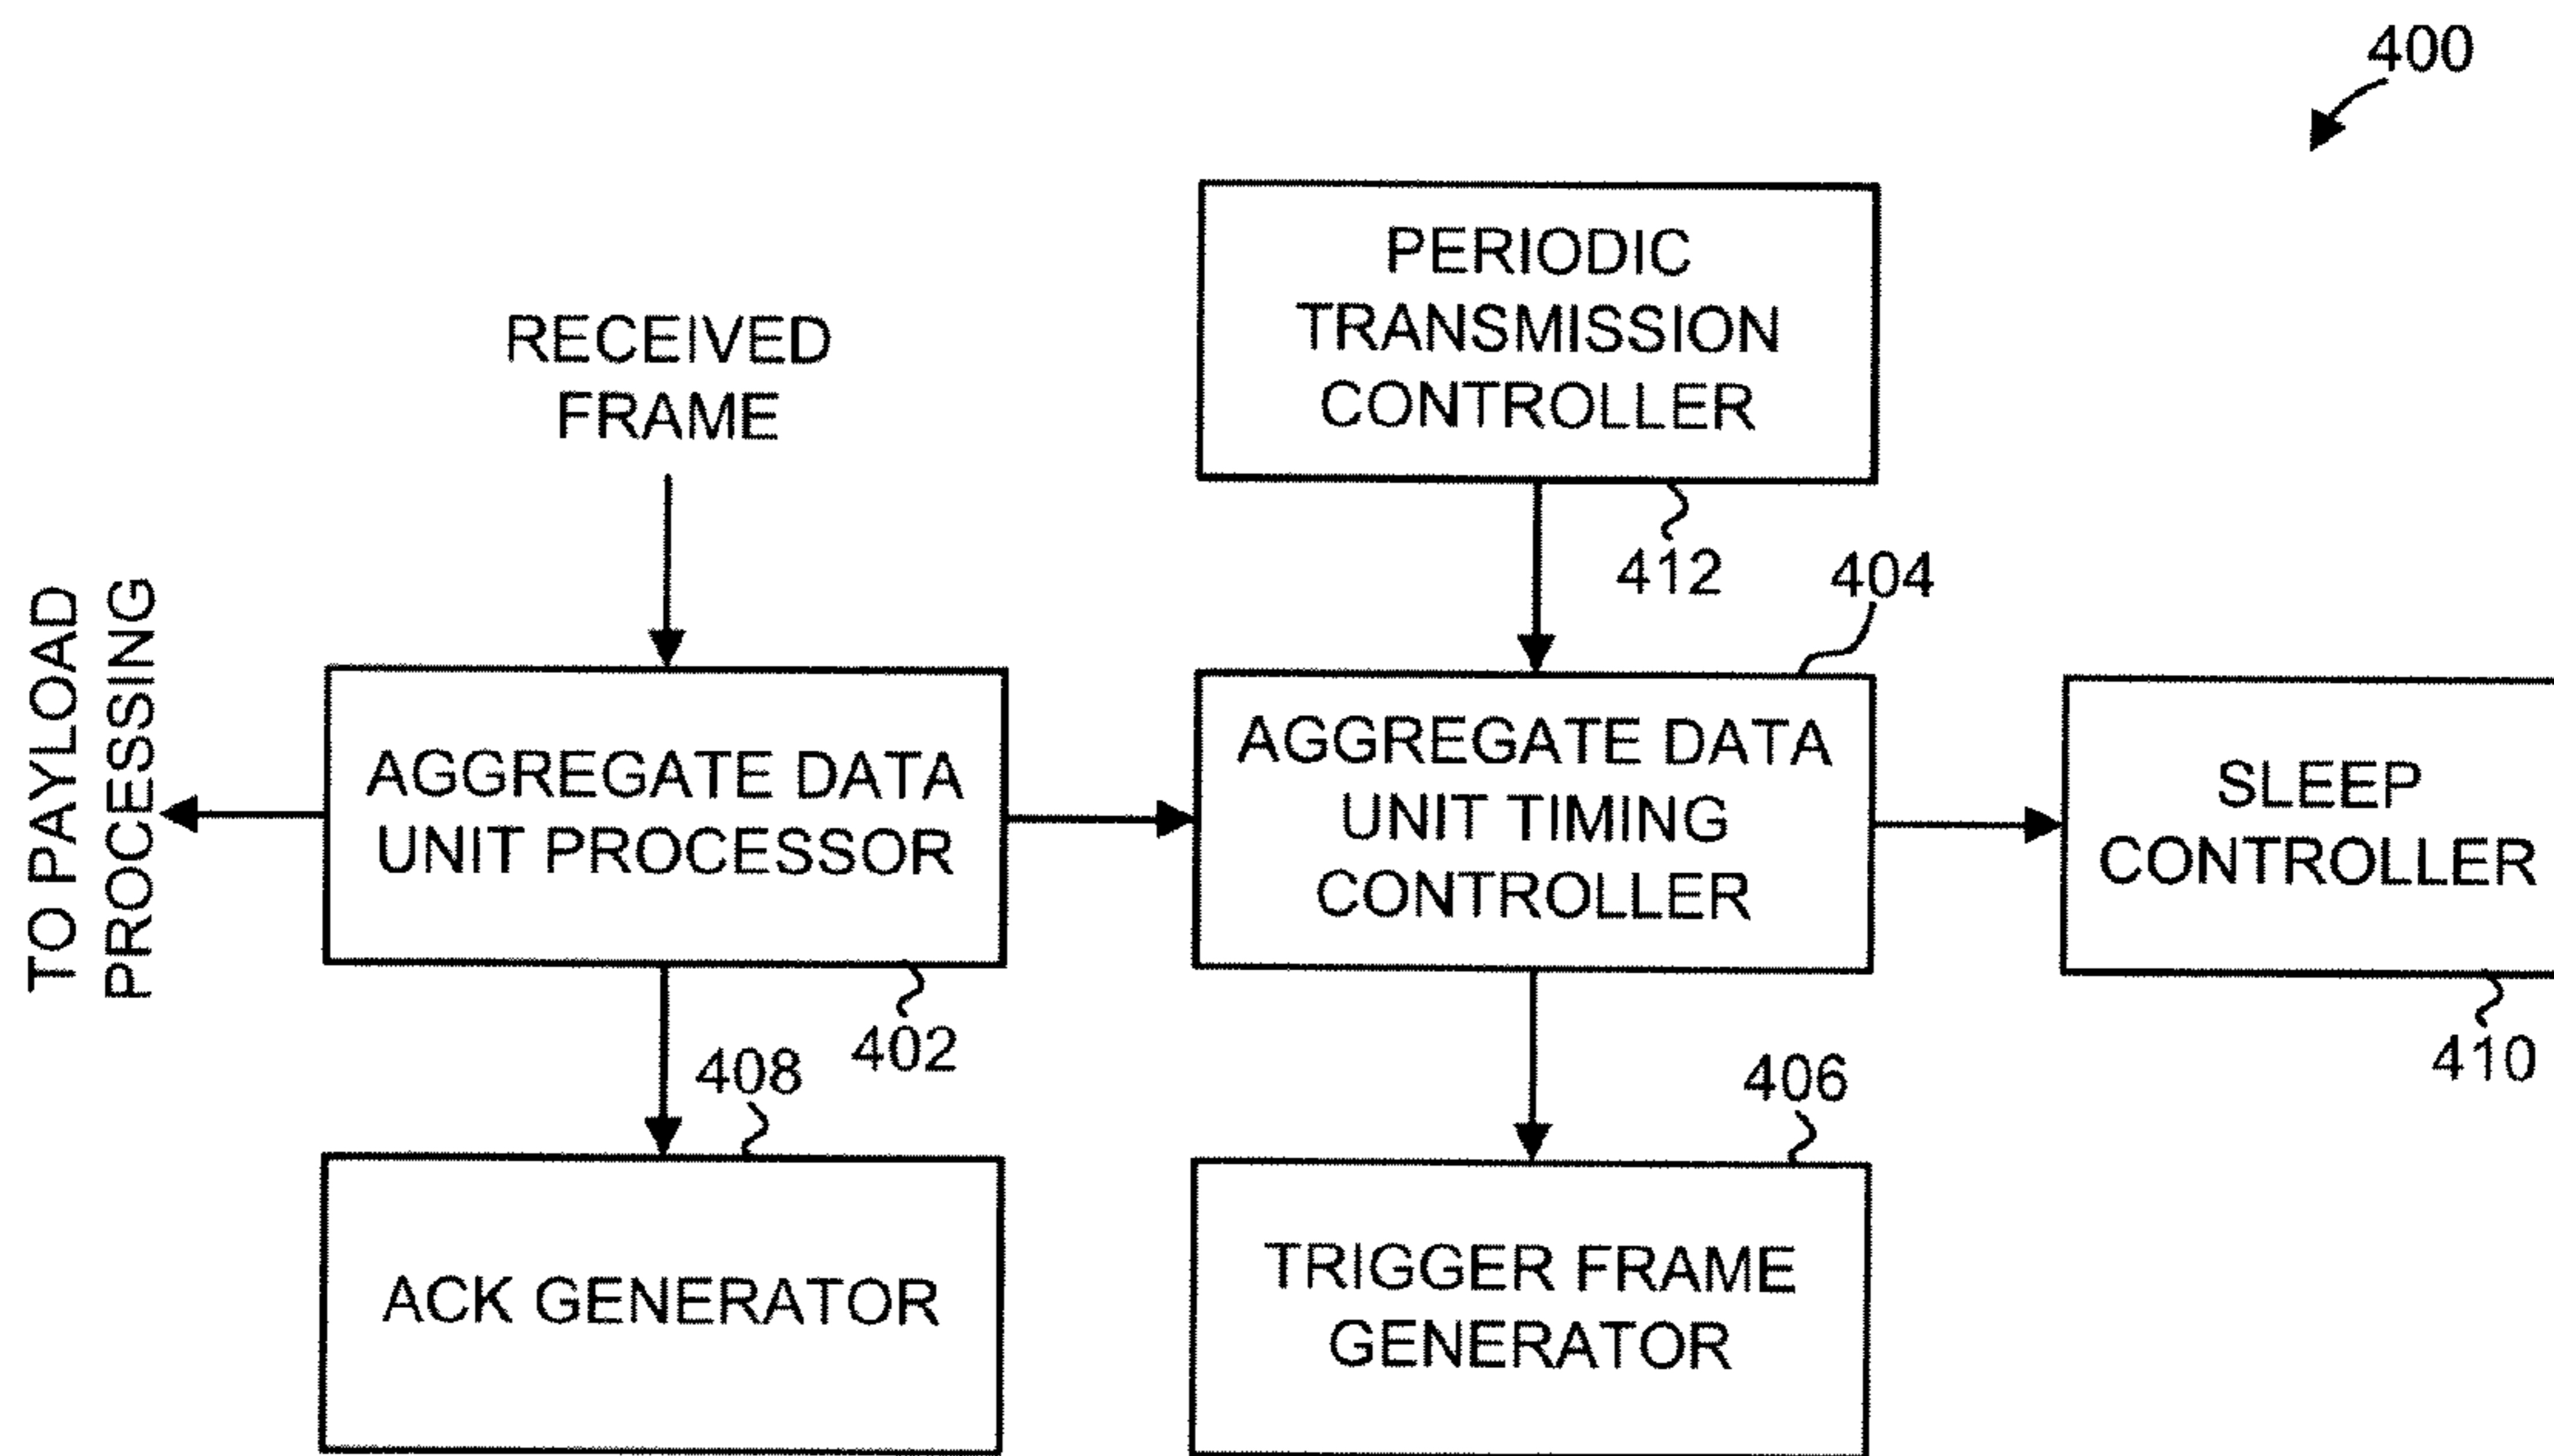 400
PERIODIC
TRANSMISSION
CONTROLLER
412
RECEIVED
FRAME
404
TO PAYLOAD
PROCESSING
AGGREGATE DATA
UNIT PROCESSOR
402
AGGREGATE DATA
UNIT TIMING
CONTROLLER
SLEEP
CONTROLLER
410
408
ACK GENERATOR
406
TRIGGER FRAME
GENERATOR